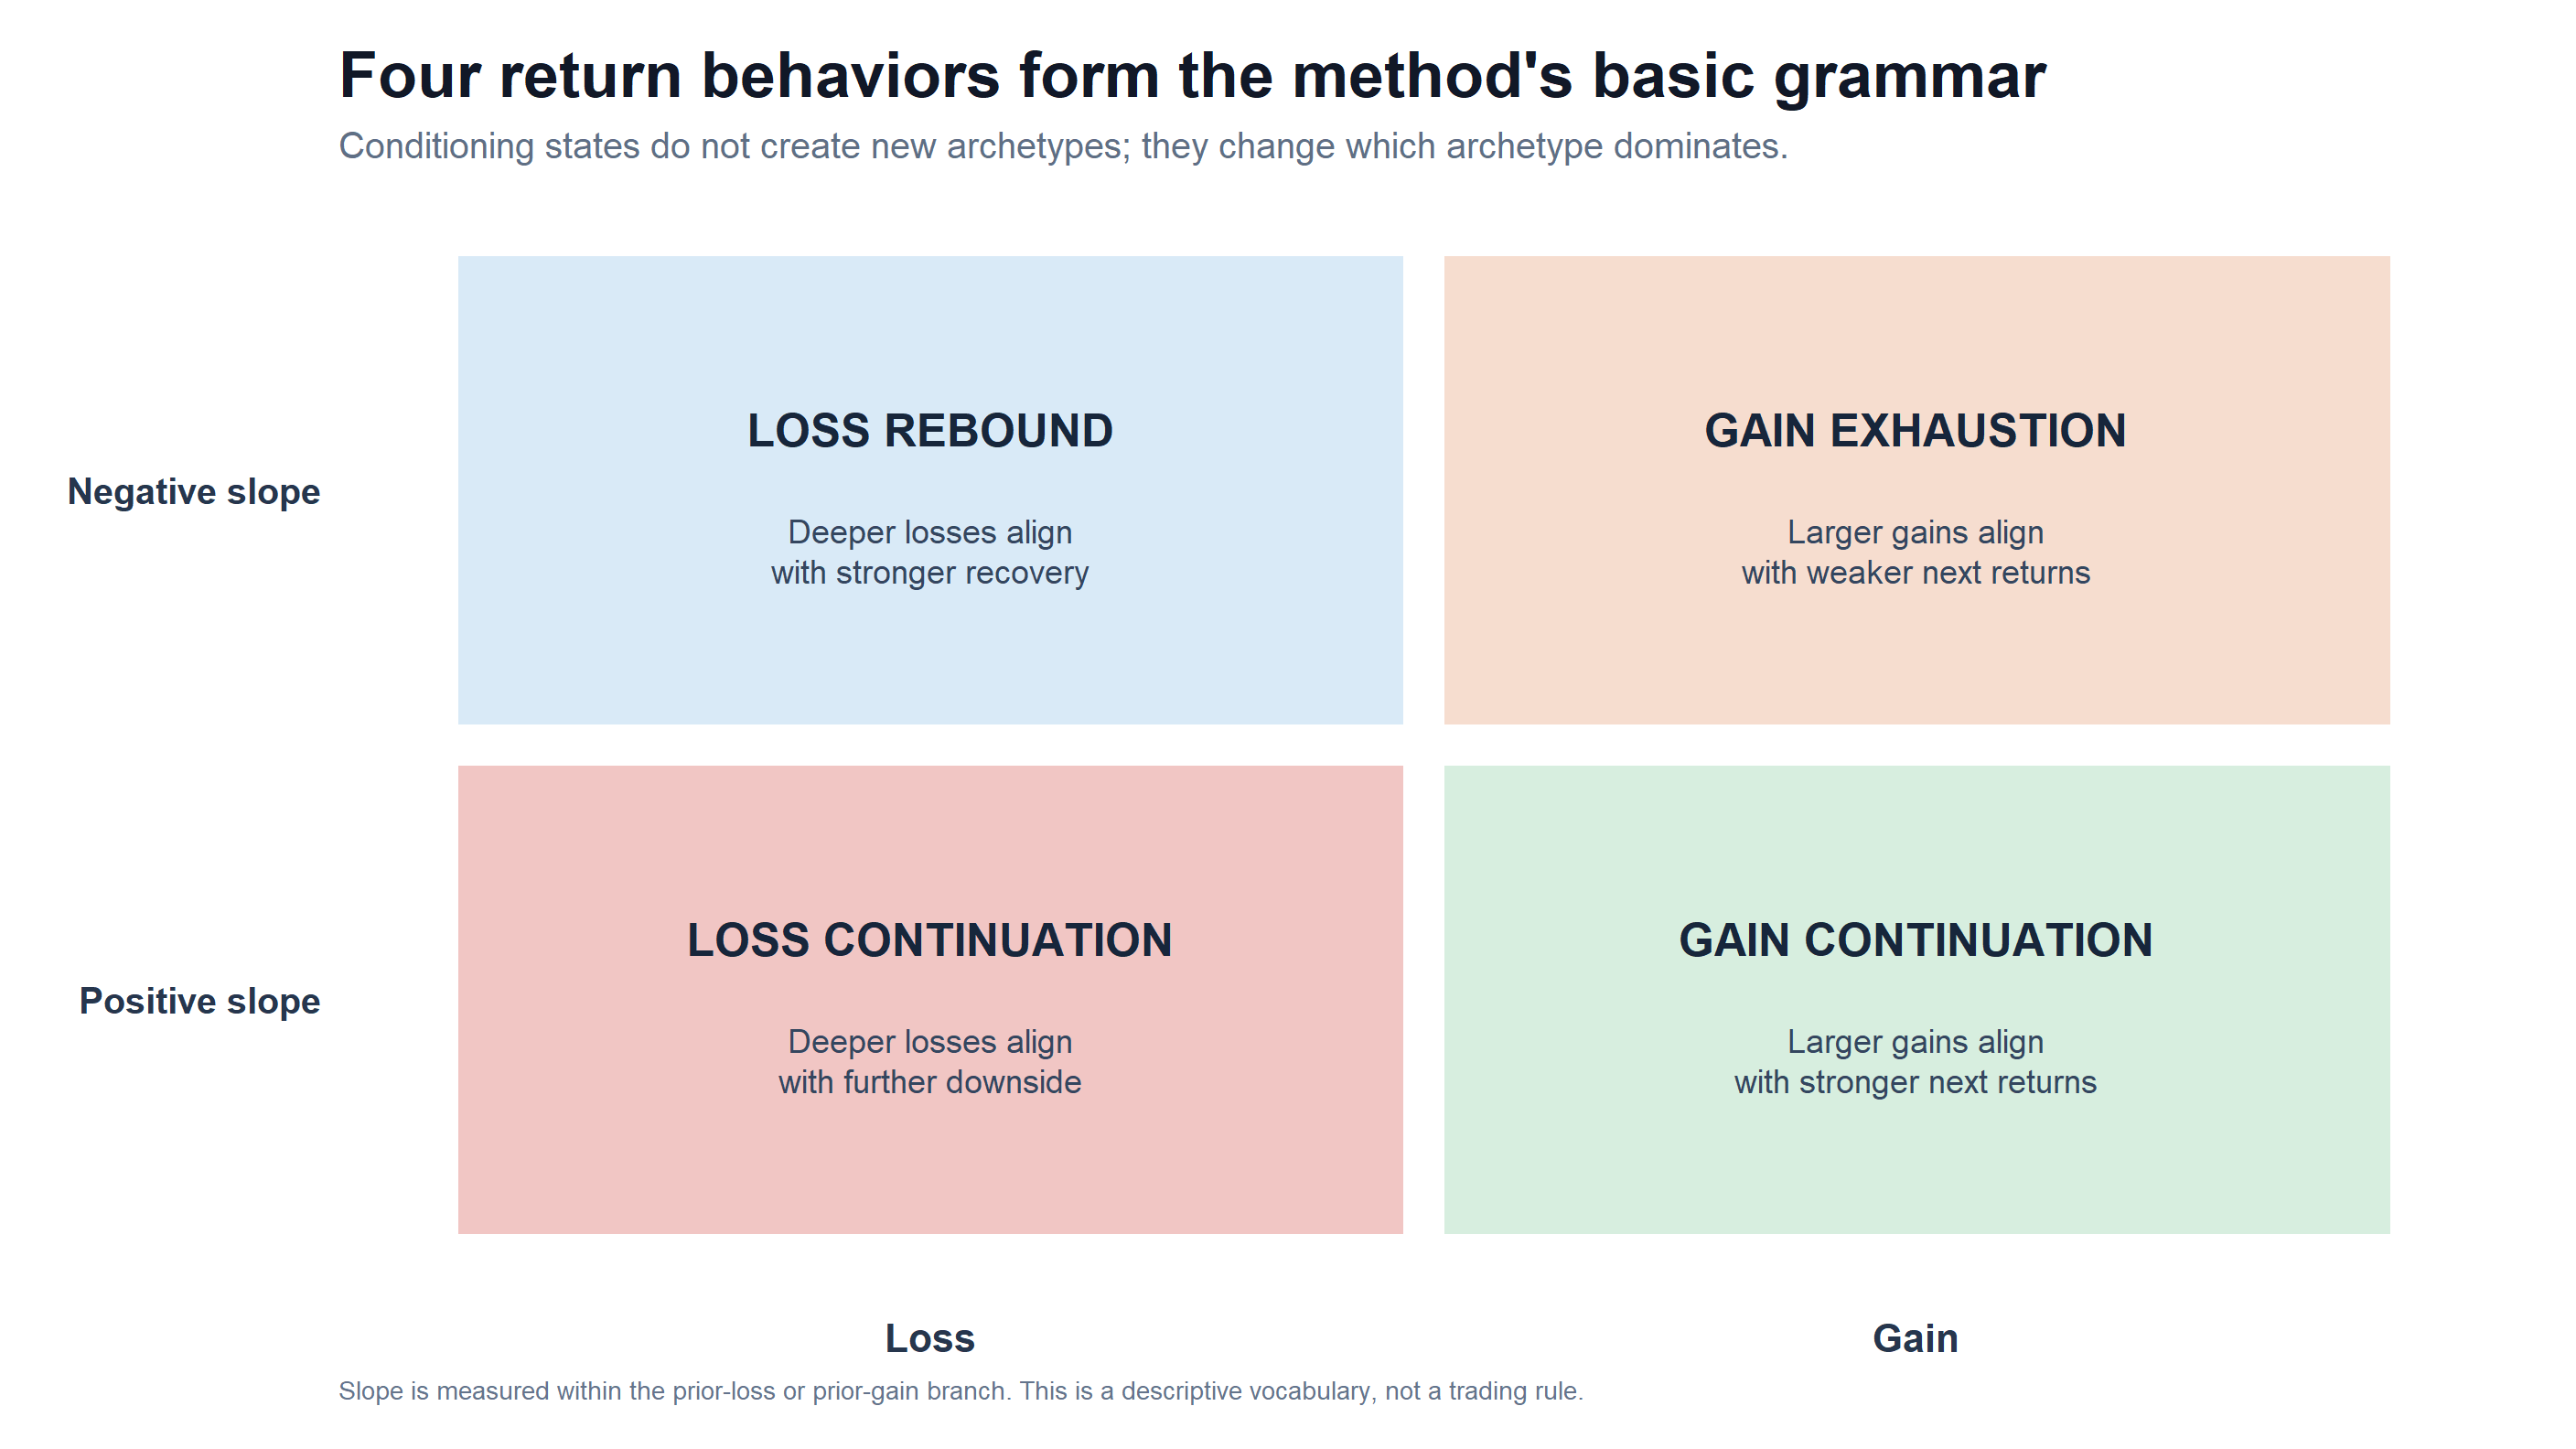 Four return behaviors form the method's basic grammar
Conditioning states do not create new archetypes; they change which archetype dominates.
Negative slope
LOSS REBOUND
Deeper losses align
with stronger recovery
GAIN EXHAUSTION
Larger gains align
with weaker next returns
Positive slope
LOSS CONTINUATION
Deeper losses align
with further downside
GAIN CONTINUATION
Larger gains align
with stronger next returns
Loss
Gain
Slope is measured within the prior-loss or prior-gain branch. This is a descriptive vocabulary, not a trading rule.